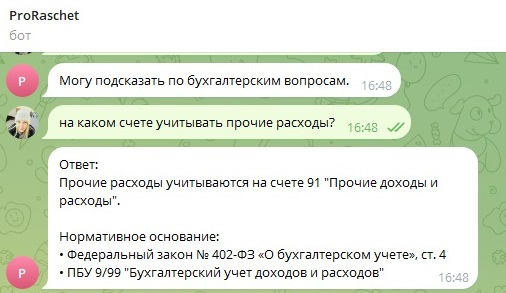 ProRaschet
бот
P
Могу подсказать по бухгалтерским вопросам.
16:48
на каком счете учитывать прочие расходы?
16:48
Ответ:
Прочие расходы учитываются на счете 91 "Прочие доходы и
расходы".
Нормативное основание:
• Федеральный закон № 402-ФЗ «О бухгалтерском учете», ст. 4
• ПБУ 9/99 "Бухгалтерский учет доходов и расходов"
P
16:48